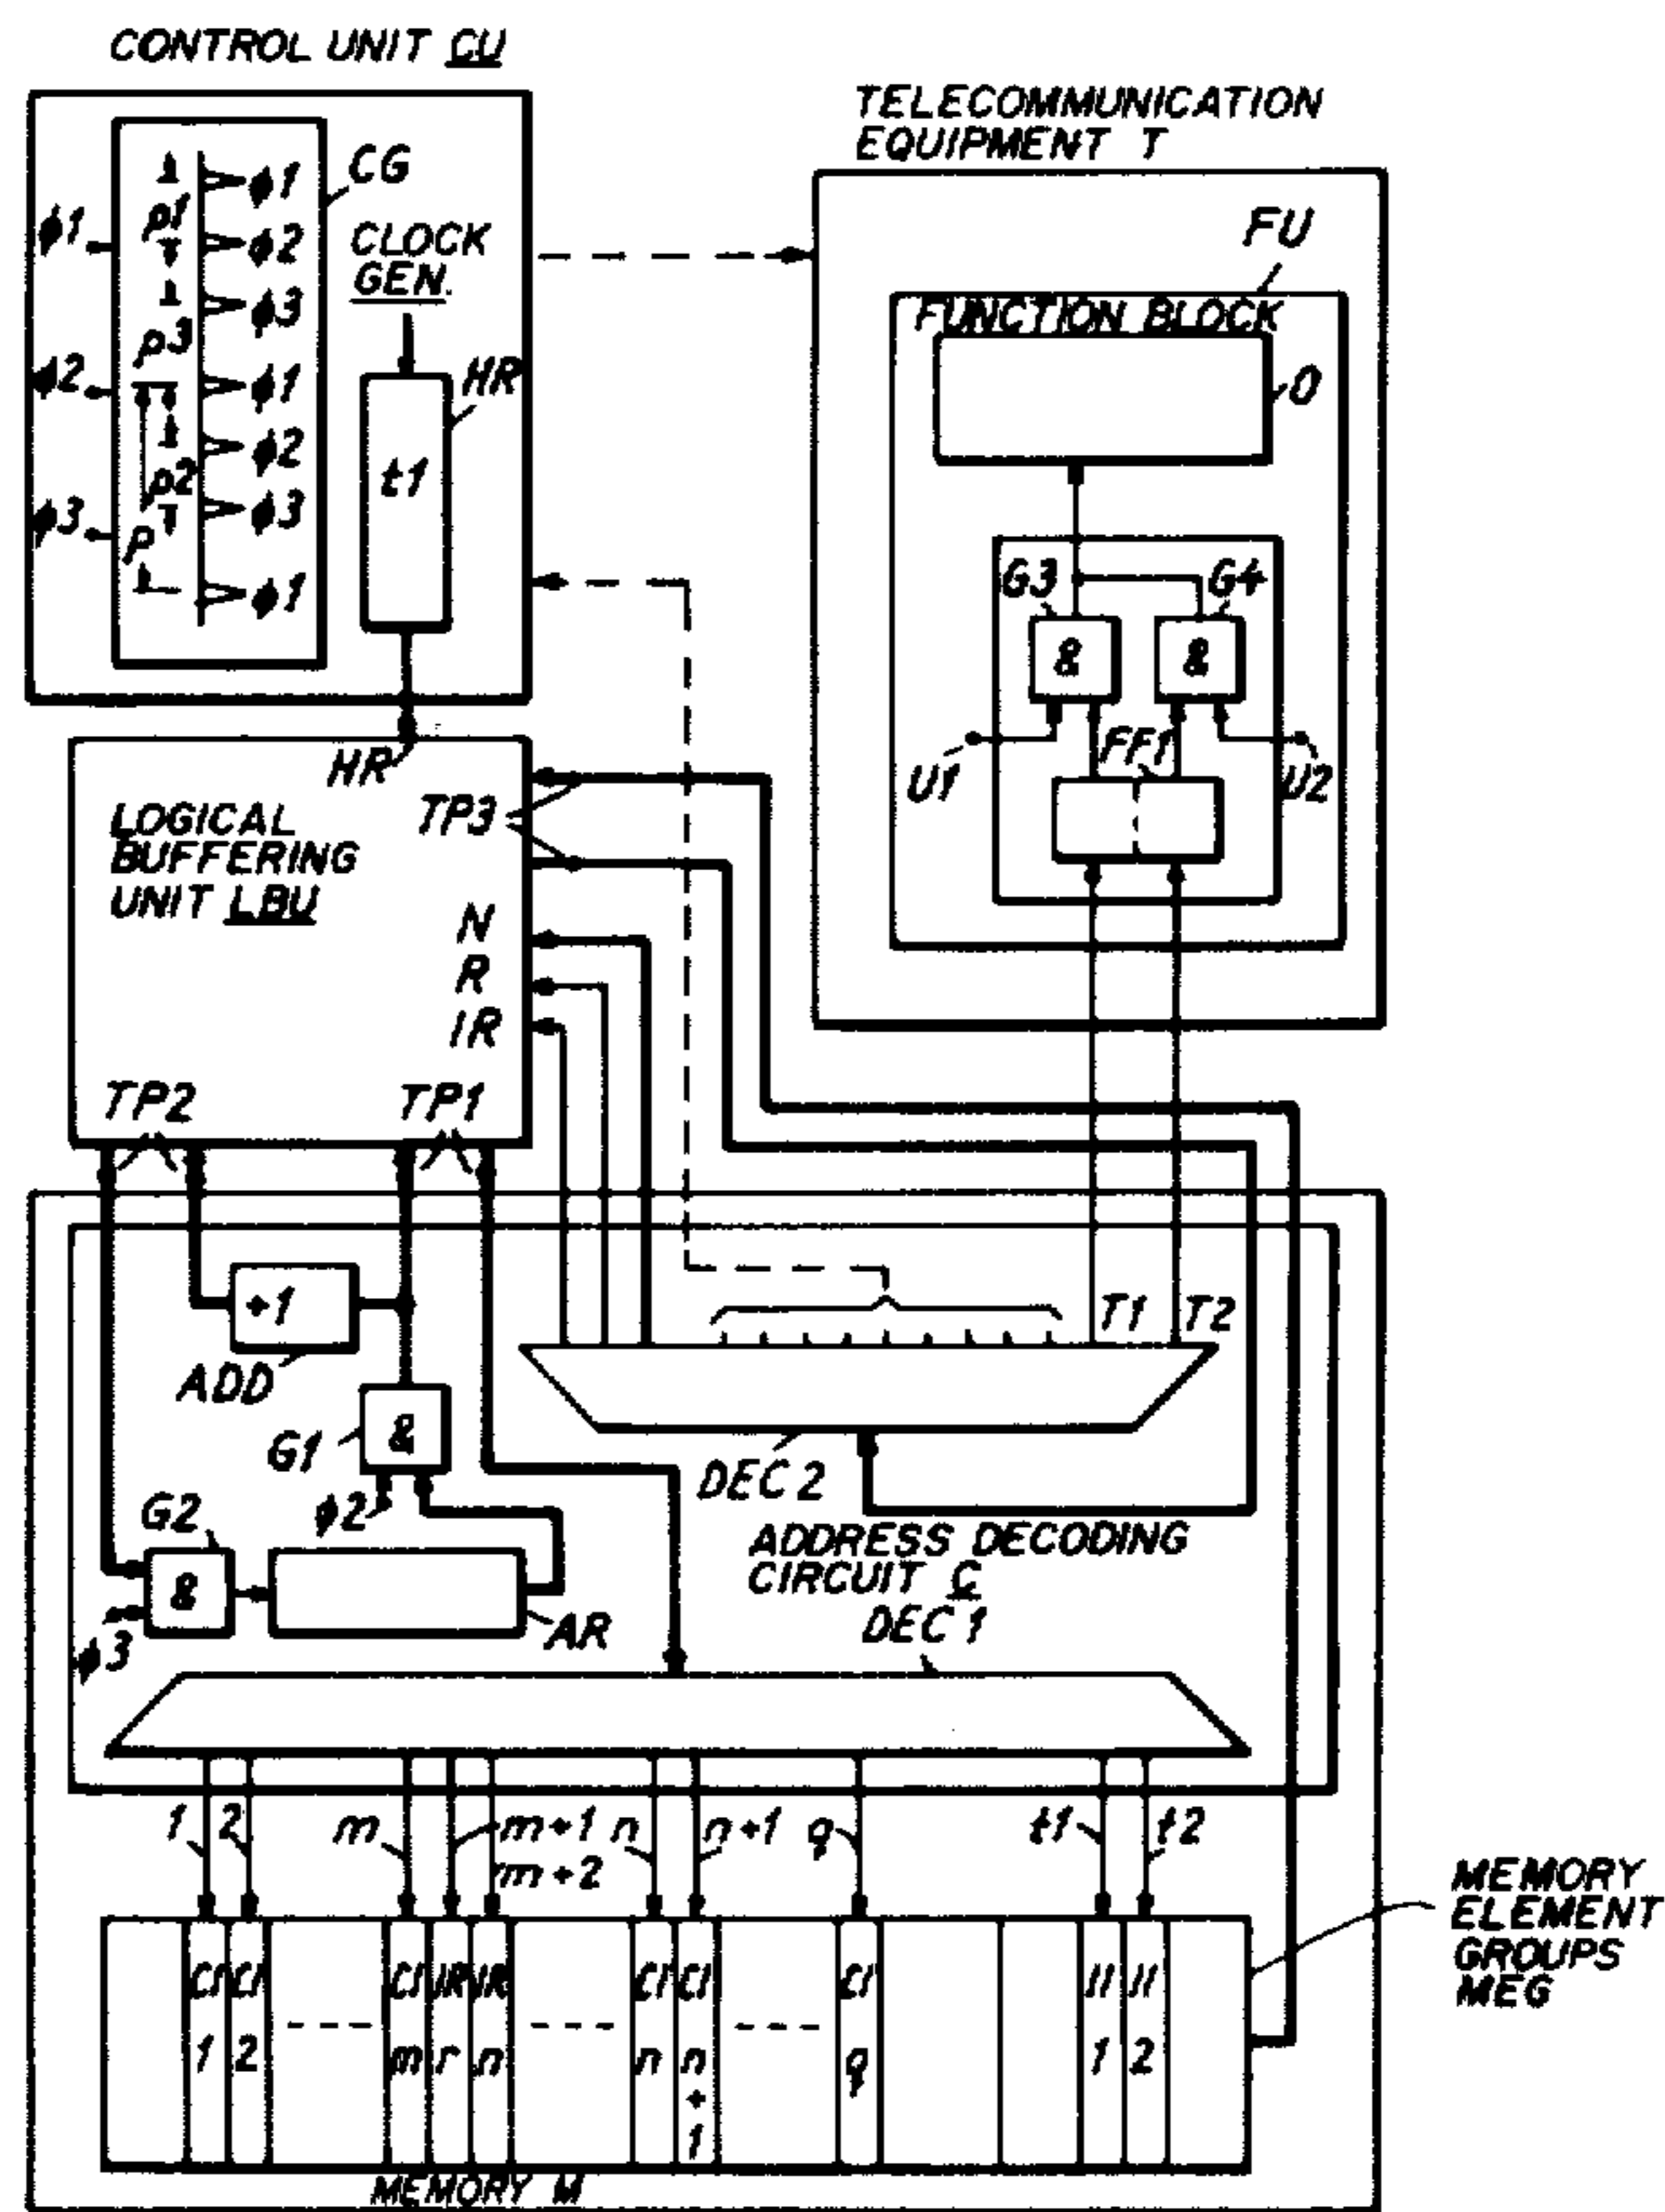 CONTROL UNIT CU
TELECOMMUNICATION
EQUIPMENT T
CG
CLOCK
GEN.
ϕ1
ϕ2
ϕ3
p1
p3
p2
p
ϕ1
ϕ2
ϕ3
ϕ1
ϕ2
ϕ3
ϕ1
HR
t1
FU
FUNCTION BLOCK
O
G3
G4
&
&
FF1
U1
U2
HR
LOGICAL
BUFFERING
UNIT LBU
TP3
N
R
IR
TP2
TP1
+1
ADD
T1
T2
G1
&
ϕ2
DEC 2
G2
&
ϕ3
AR
ADDRESS DECODING
CIRCUIT C
DEC 1
1
2
m
m+1
m+2
n
n+1
q
t1
t2
MEMORY
ELEMENT
GROUPS
MEG
CI CI CI IR IR CI CI CI II II
1 2 m r n n n+1 q 1 2
MEMORY M